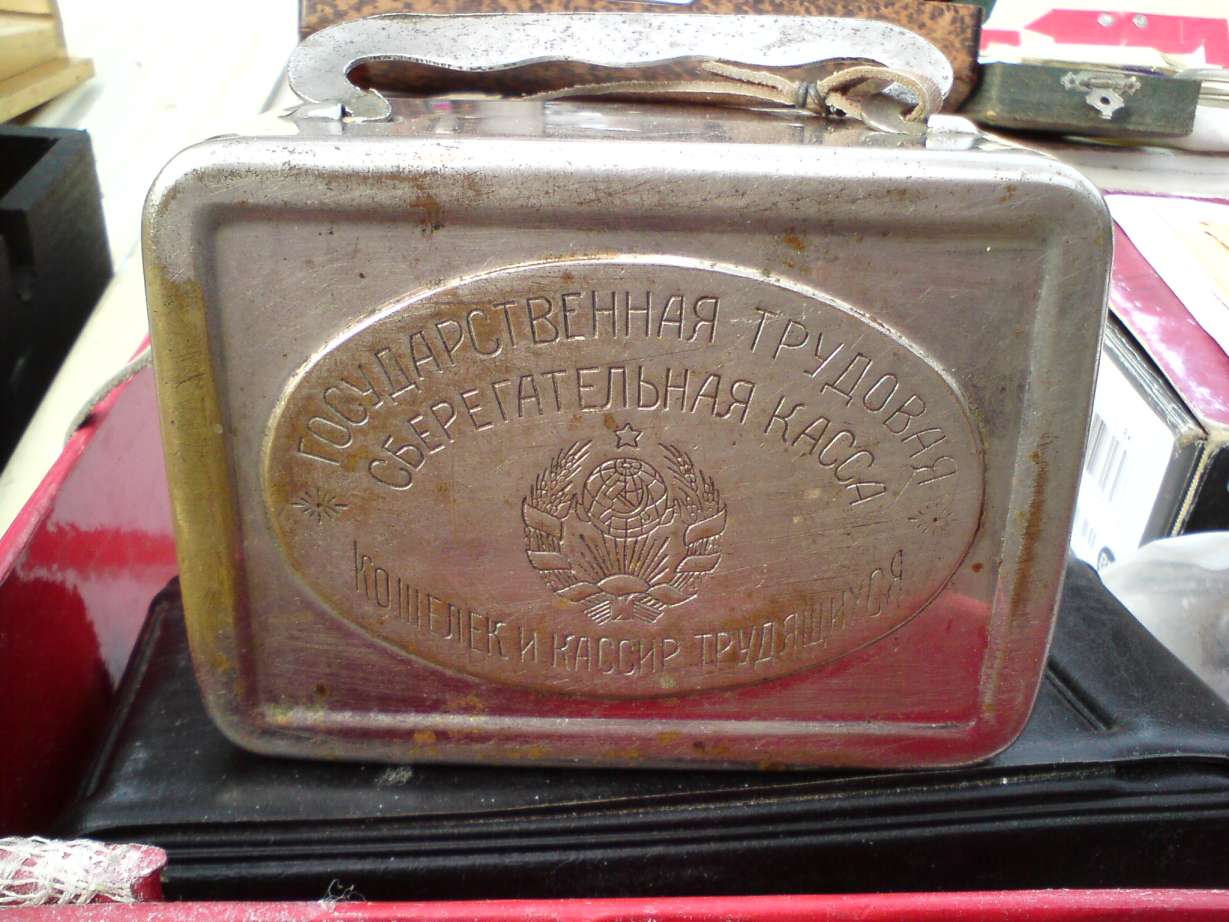 ГОСУДАРСТВЕННАЯ ТРУДОВАЯ
СБЕРЕГАТЕЛЬНАЯ КАССА
КОШЕЛЕК И КАССИР ТРУДЯЩИХСЯ